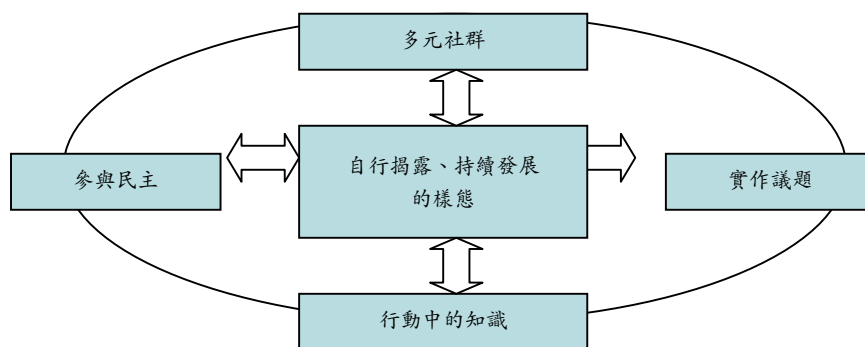 多元社群
參與民主
自行揭露、持續發展
的樣態
實作議題
行動中的知識